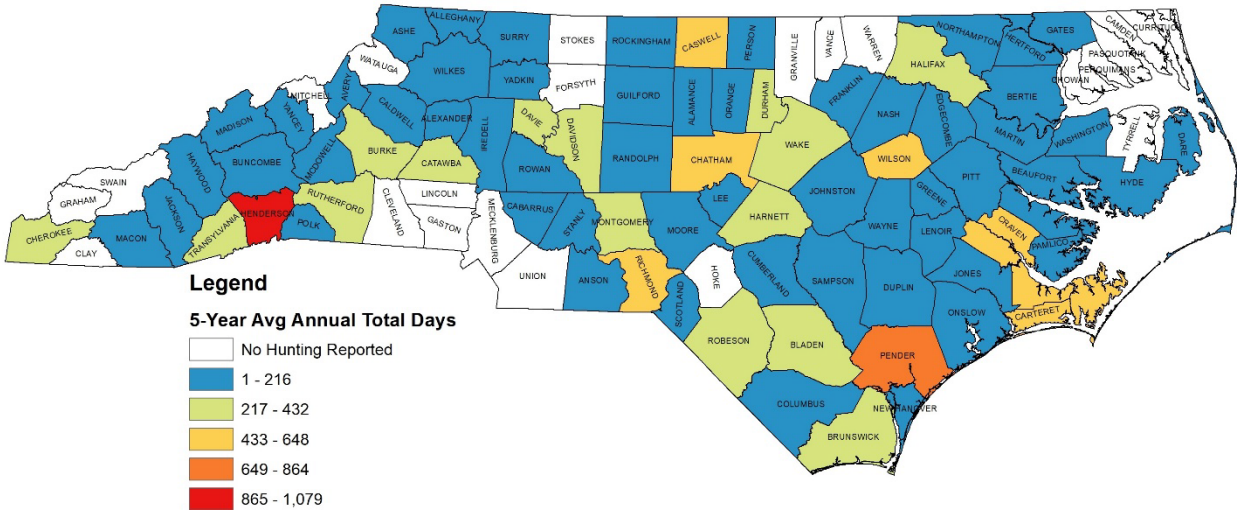 ALLEGHANY
ASHE
SURRY
STOKES
ROCKINGHAM
CASWELL
PERSON
GRANVILLE
VANCE
WARREN
NORTHAMPTON
HERTFORD
GATES
CAMDEN
CURRITUCK
PASQUOTANK
PERQUIMANS
CHOWAN
WATAUGA
WILKES
YADKIN
FORSYTH
GUILFORD
ALAMANCE
ORANGE
DURHAM
FRANKLIN
HALIFAX
BERTIE
MITCHELL
AVERY
CALDWELL
ALEXANDER
IREDELL
DAVIE
DAVIDSON
RANDOLPH
CHATHAM
WAKE
NASH
EDGECOMBE
MARTIN
WASHINGTON
TYRRELL
DARE
MADISON
YANCEY
MCDOWELL
BURKE
CATAWBA
ROWAN
WILSON
PITT
BEAUFORT
HYDE
SWAIN
HAYWOOD
BUNCOMBE
RUTHERFORD
LINCOLN
CLEVELAND
GASTON
MECKLENBURG
CABARRUS
STANLY
MONTGOMERY
MOORE
LEE
HARNETT
JOHNSTON
WAYNE
GREENE
LENOIR
CRAVEN
PAMLICO
GRAHAM
CHEROKEE
CLAY
MACON
JACKSON
TRANSYLVANIA
HENDERSON
POLK
UNION
ANSON
RICHMOND
SCOTLAND
HOKE
CUMBERLAND
SAMPSON
DUPLIN
JONES
ONSLOW
CARTERET
ROBESON
BLADEN
PENDER
COLUMBUS
NEW HANOVER
BRUNSWICK
Legend
5-Year Avg Annual Total Days
No Hunting Reported
1 - 216
217 - 432
433 - 648
649 - 864
865 - 1,079